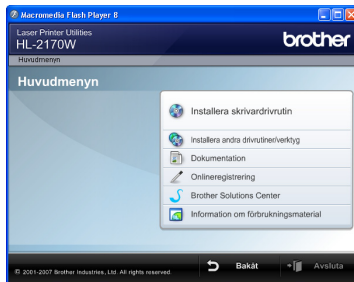 Macromedia Flash Player 8
Laser Printer Utilities
HL-2170W
brother
Huvudmenyn
Huvudmenyn
Installera skrivardrivrutin
Installera andra drivrutiner/verktyg
Dokumentation
Onlineregistrering
Brother Solutions Center
Information om förbrukningsmaterial
© 2001-2007 Brother Industries, Ltd. All rights reserved
Bakåt
Avsluta